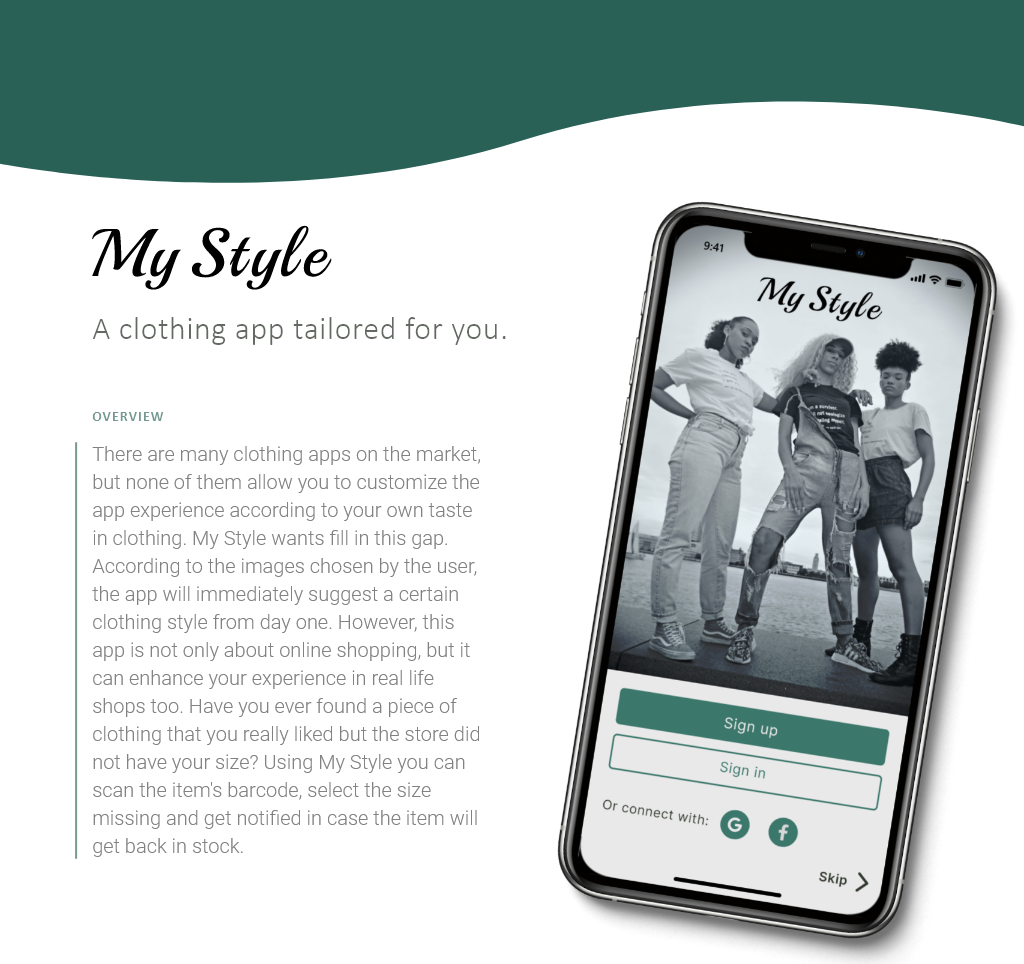 My Style
A clothing app tailored for you.
OVERVIEW
There are many clothing apps on the market,
but none of them allow you to customize the
app experience according to your own taste
in clothing. My Style wants fill in this gap.
According to the images chosen by the user,
the app will immediately suggest a certain
clothing style from day one. However, this
app is not only about online shopping, but it
can enhance your experience in real life
shops too. Have you ever found a piece of
clothing that you really liked but the store did
not have your size? Using My Style you can
scan the item's barcode, select the size
missing and get notified in case the item will
get back in stock.
9:41
My Style
Sign up
Sign in
Or connect with: G f
Skip